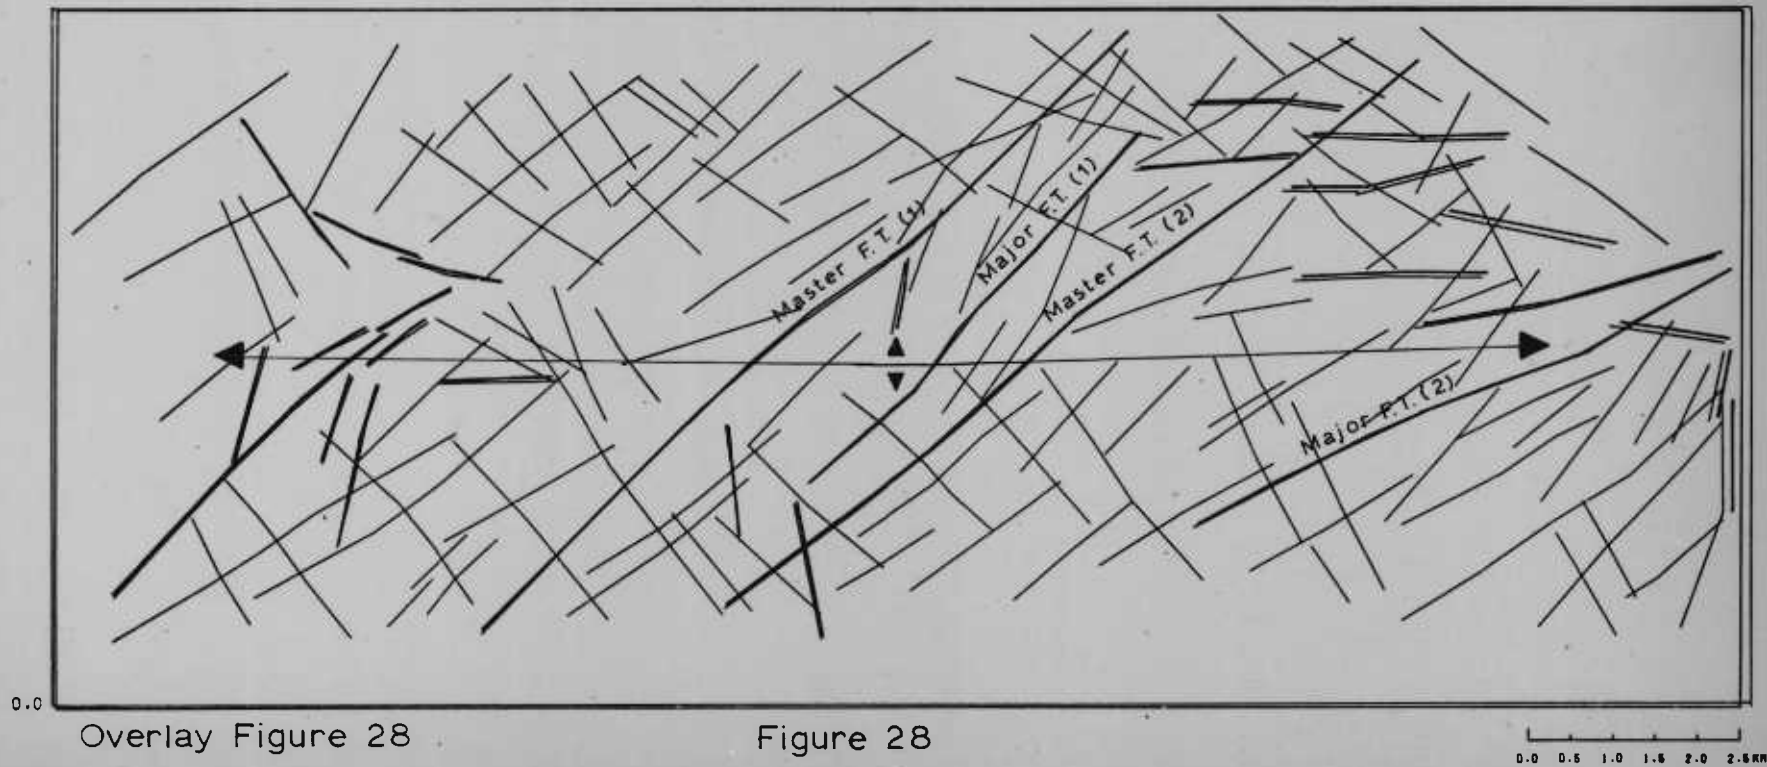 Master F.T. (1)
Major F.T. (1)
Master F.T. (2)
Major F.T. (2)
0.0
Overlay Figure 28
Figure 28
0.0 0.5 1.0 1.5 2.0 2.5KM